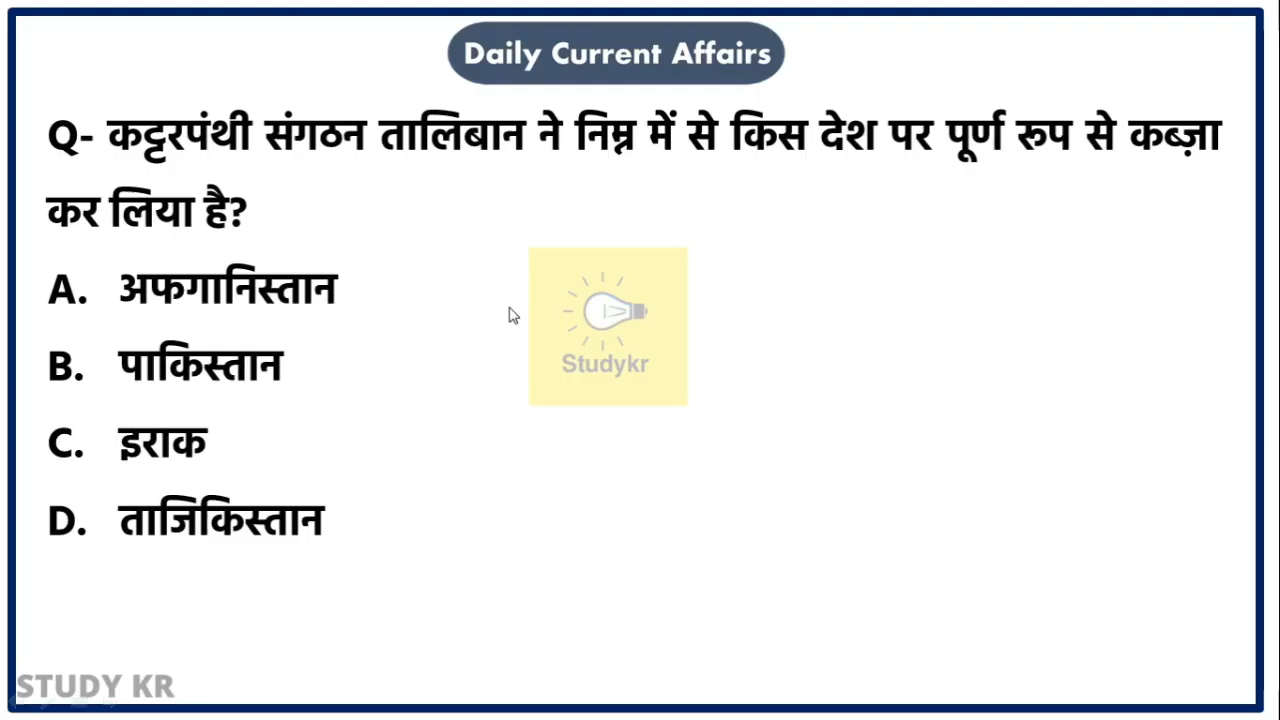 Daily Current Affairs
Q- कट्टरपंथी संगठन तालिबान ने निम्न में से किस देश पर पूर्ण रूप से कब्ज़ा
कर लिया है?
A. अफगानिस्तान
B. पाकिस्तान
C. इराक
D. ताजिकिस्तान
Studykr
STUDY KR